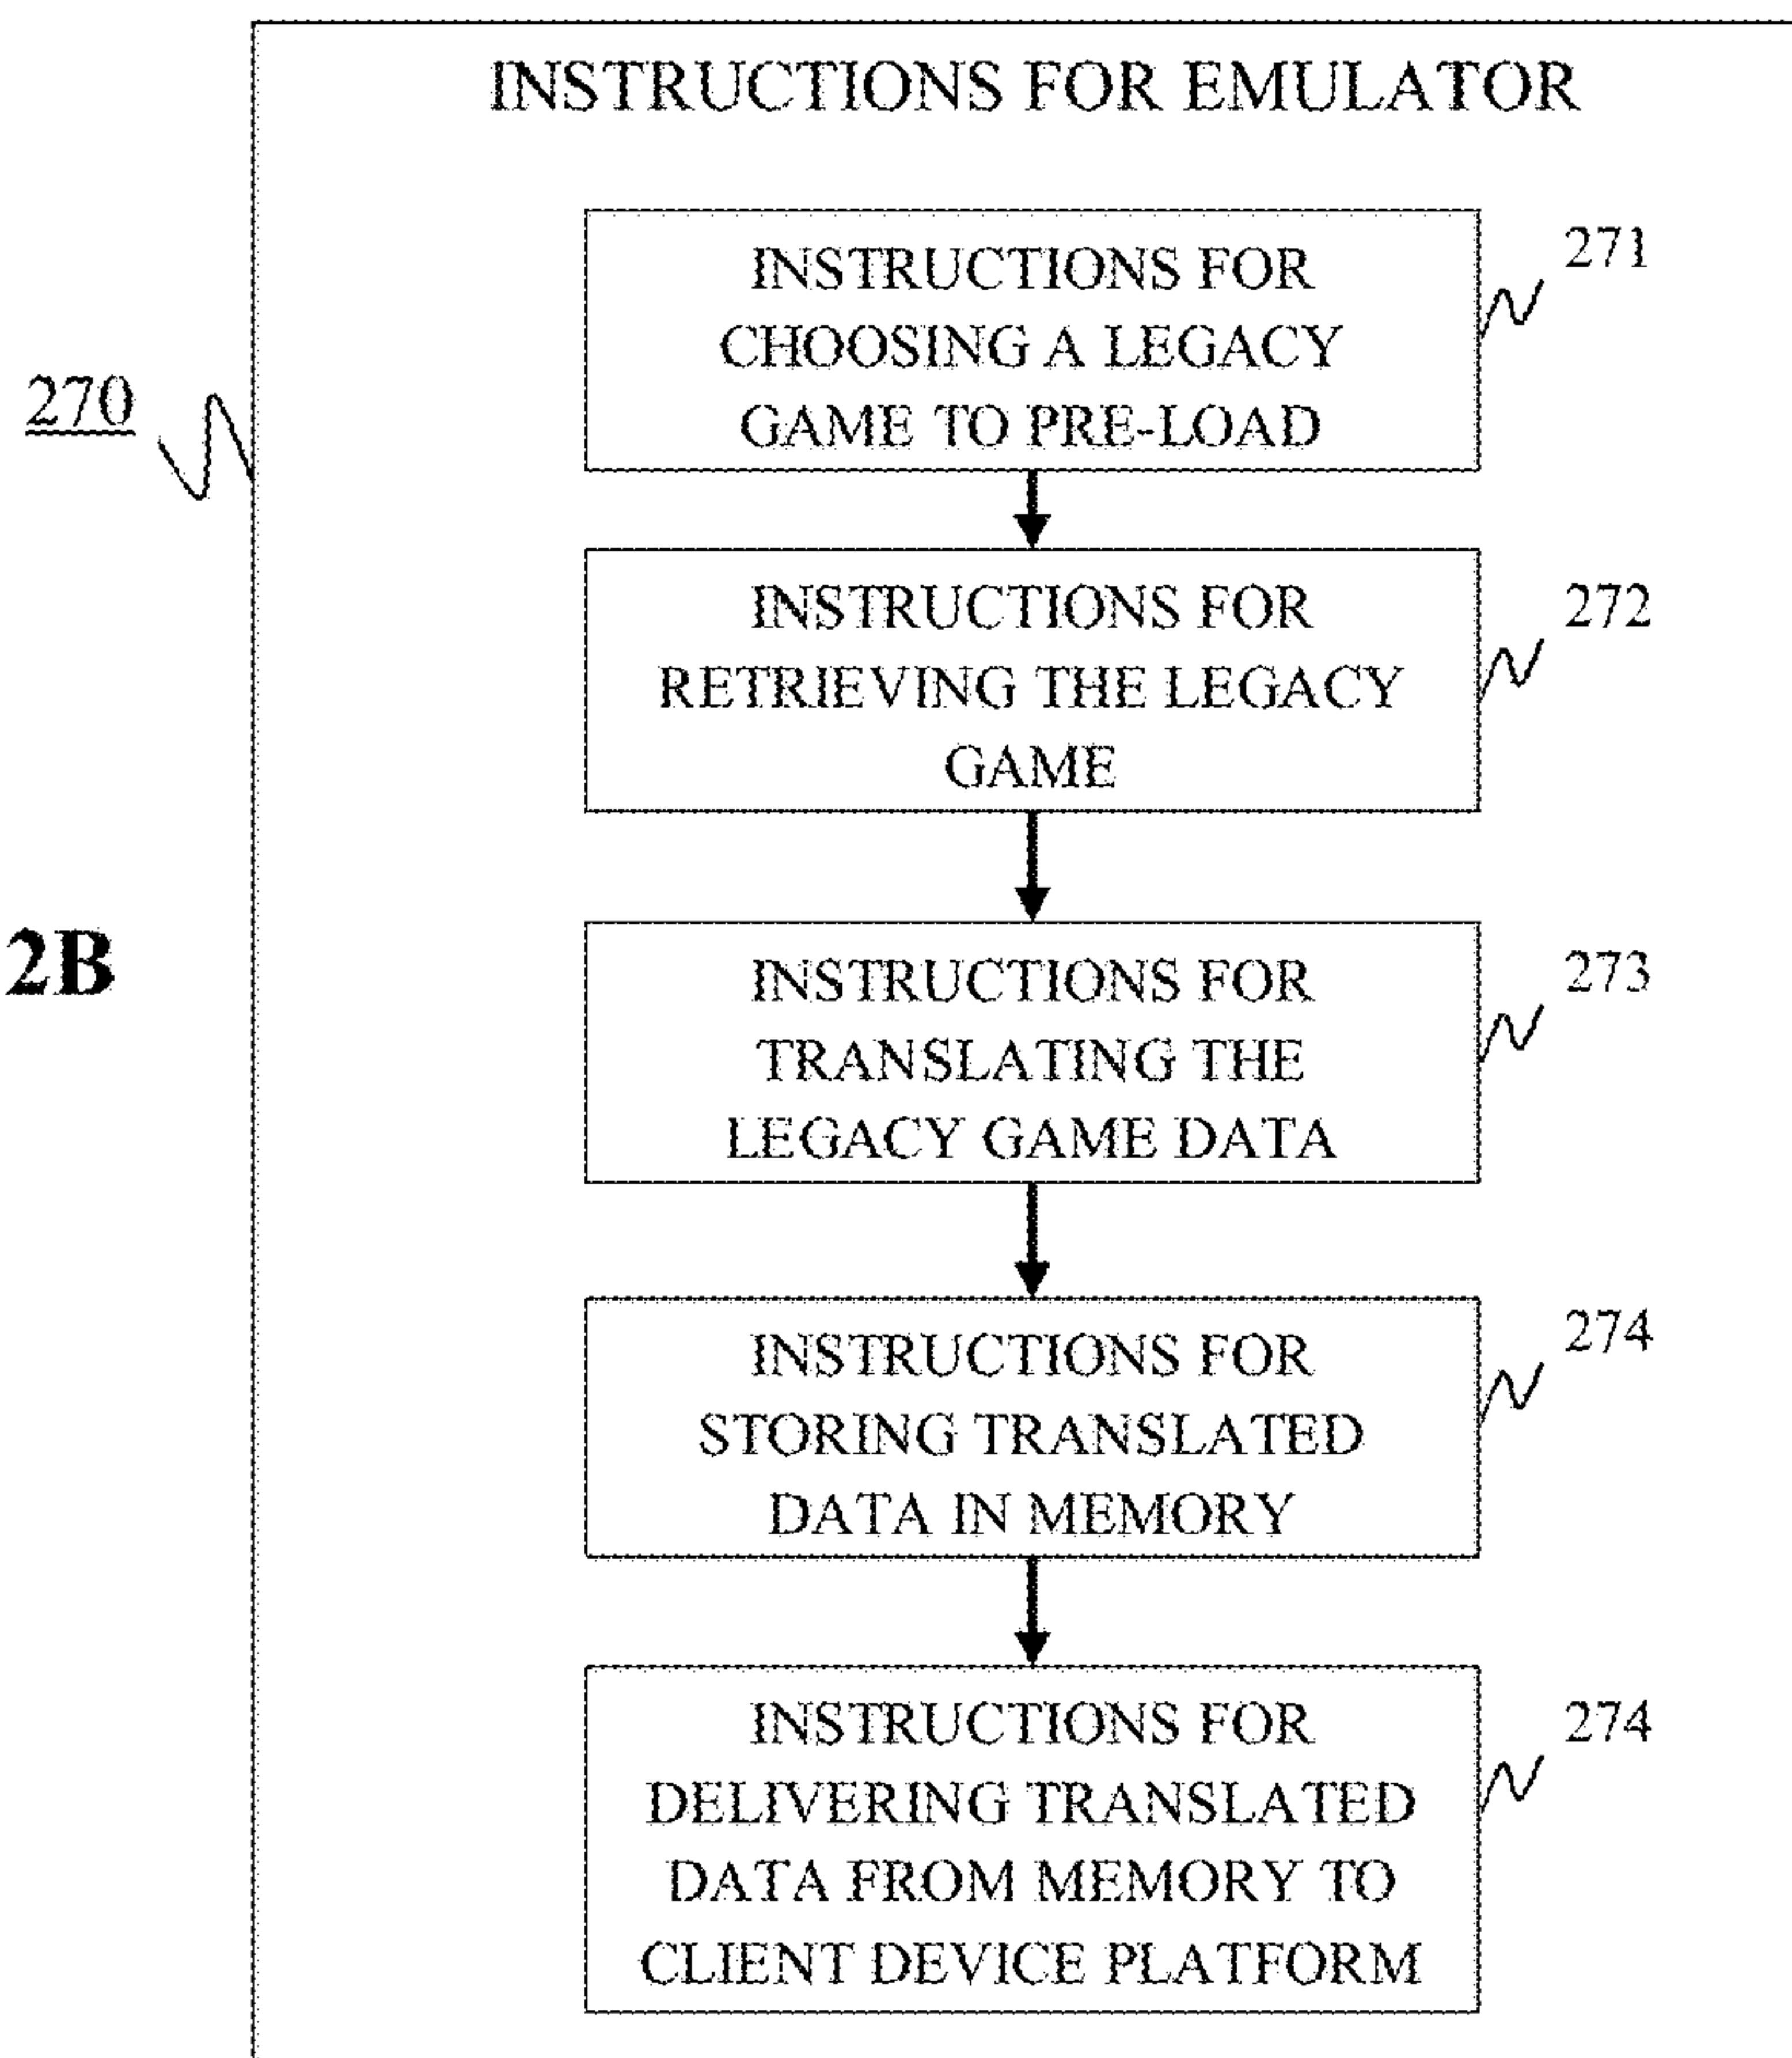 INSTRUCTIONS FOR EMULATOR
INSTRUCTIONS FOR
CHOOSING A LEGACY
GAME TO PRE-LOAD
271
270
INSTRUCTIONS FOR
RETRIEVING THE LEGACY
GAME
272
2B
INSTRUCTIONS FOR
TRANSLATING THE
LEGACY GAME DATA
273
INSTRUCTIONS FOR
STORING TRANSLATED
DATA IN MEMORY
274
INSTRUCTIONS FOR
DELIVERING TRANSLATED
DATA FROM MEMORY TO
CLIENT DEVICE PLATFORM
274